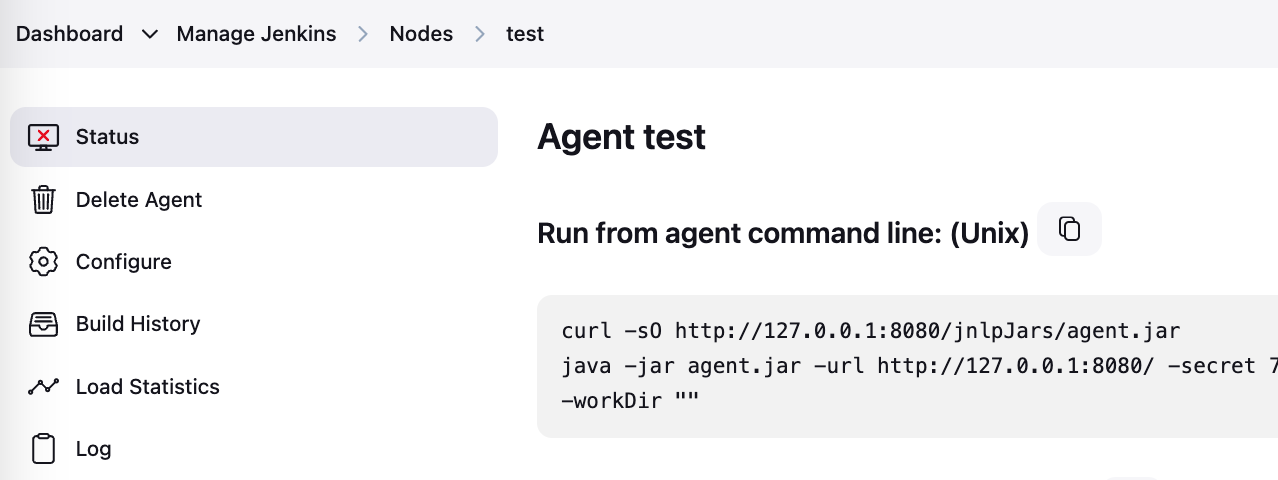 Dashboard Manage Jenkins Nodes test
Status
Delete Agent
Configure
Build History
Load Statistics
Log
Agent test
Run from agent command line: (Unix)
curl -sO http://127.0.0.1:8080/jnlpJars/agent.jar
java -jar agent.jar -url http://127.0.0.1:8080/ -secret 7
-workDir ""